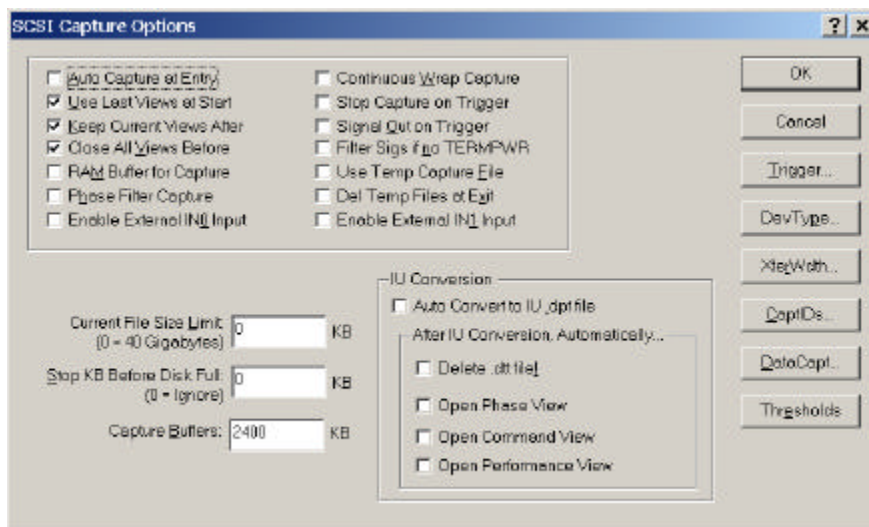 SCSI Capture Options
Auto Capture at Entry
Use Last Views at Start
Keep Current Views After
Close All Views Before
RAM Buffer for Capture
Phase Filter Capture
Enable External IN0 Input
Continuous Wrap Capture
Stop Capture on Trigger
Signal Out on Trigger
Filter Sigs if no TERMPWR
Use Temp Capture File
Del Temp Files at Exit
Enable External IN1 Input
OK
Cancel
Trigger...
DevType...
XferWdth...
CaptIDs...
DataCapt...
Thresholds
Current File Size Limit:
(0 = 40 Gigabytes)
0 KB
Stop KB Before Disk Full:
(0 = Ignore)
0 KB
Capture Buffers: 2400 KB
IU Conversion
Auto Convert to IU .dpt file
After IU Conversion, Automatically...
Delete .dtt file!
Open Phase View
Open Command View
Open Performance View